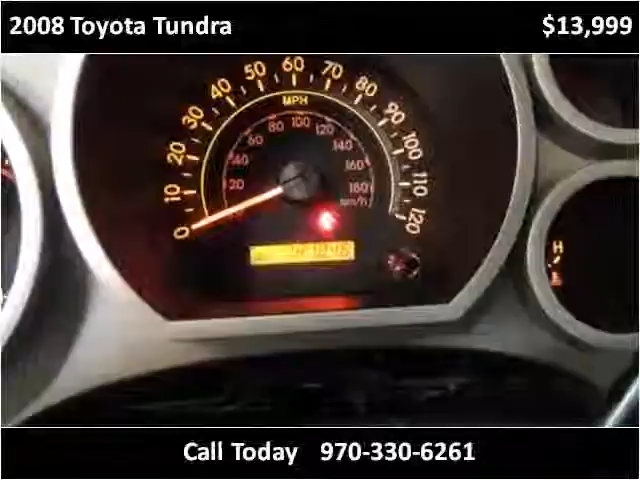 2008 Toyota Tundra $13,999
0 10 20 30 40 50 60 70 80 90 100 110 120
MPH
20 40 60 80 100 120 140 160 180
km/h
H
Call Today 970-330-6261